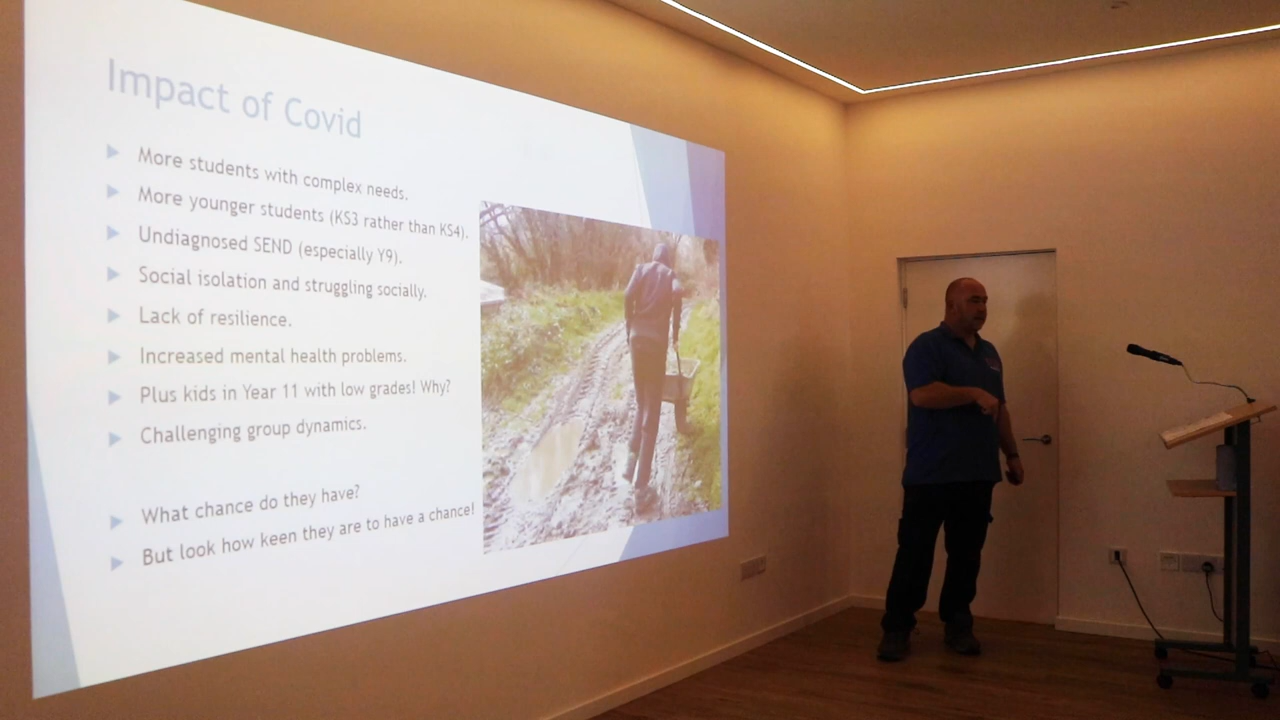 Impact of Covid
More students with complex needs.
More younger students (KS3 rather than KS4).
Undiagnosed SEND (especially Y9).
Social isolation and struggling socially.
Lack of resilience.
Increased mental health problems.
Plus kids in Year 11 with low grades! Why?
Challenging group dynamics.
What chance do they have?
But look how keen they are to have a chance!